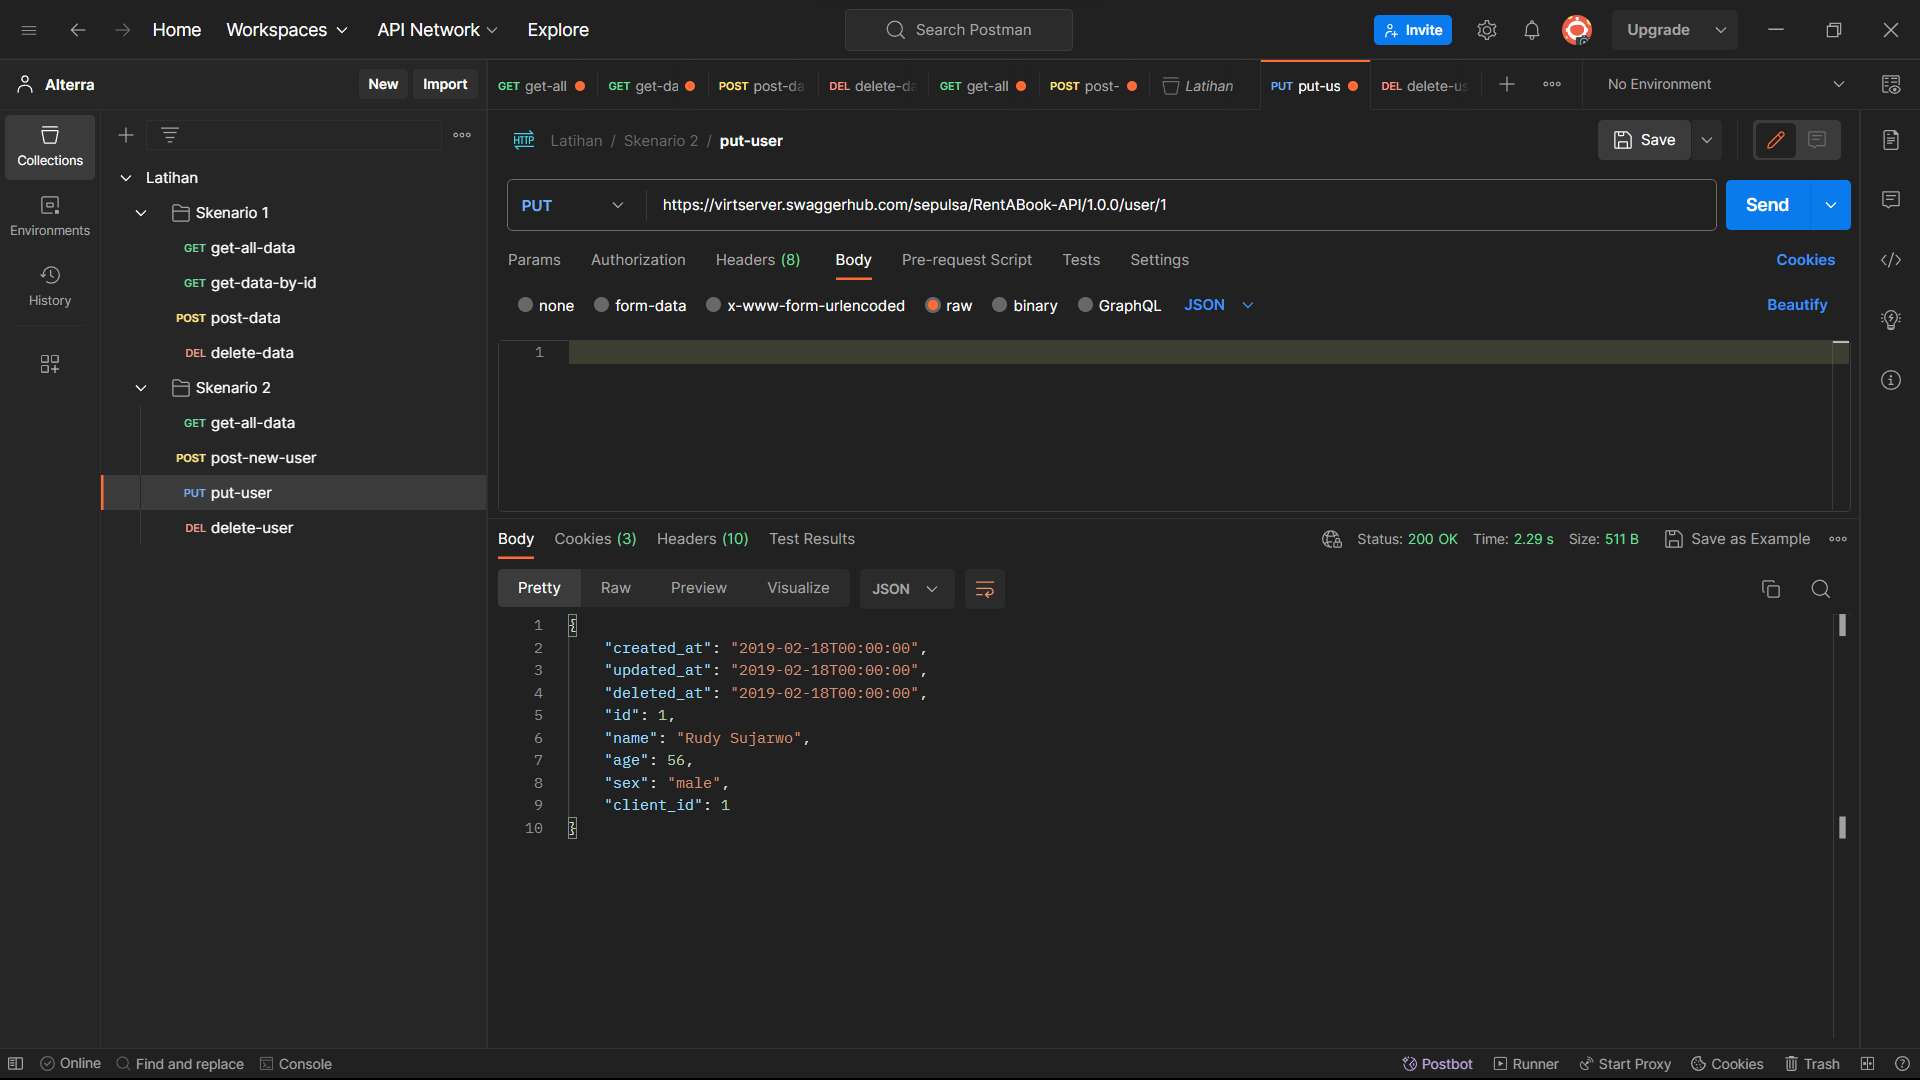 Home Workspaces API Network Explore Search Postman Invite Upgrade
Alterra New Import GET get-all GET get-da POST post-da DEL delete-da GET get-all POST post- Latihan PUT put-us DEL delete-us No Environment
Collections
Environments
History
Latihan
Skenario 1
GET get-all-data
GET get-data-by-id
POST post-data
DEL delete-data
Skenario 2
GET get-all-data
POST post-new-user
PUT put-user
DEL delete-user
HTTP Latihan / Skenario 2 / put-user Save
PUT https://virtserver.swaggerhub.com/sepulsa/RentABook-API/1.0.0/user/1 Send
Params Authorization Headers (8) Body Pre-request Script Tests Settings Cookies
none form-data x-www-form-urlencoded raw binary GraphQL JSON Beautify
1
Body Cookies (3) Headers (10) Test Results Status: 200 OK Time: 2.29 s Size: 511 B Save as Example
Pretty Raw Preview Visualize JSON
1 {
2 "created_at": "2019-02-18T00:00:00",
3 "updated_at": "2019-02-18T00:00:00",
4 "deleted_at": "2019-02-18T00:00:00",
5 "id": 1,
6 "name": "Rudy Sujarwo",
7 "age": 56,
8 "sex": "male",
9 "client_id": 1
10 }
Online Find and replace Console Postbot Runner Start Proxy Cookies Trash